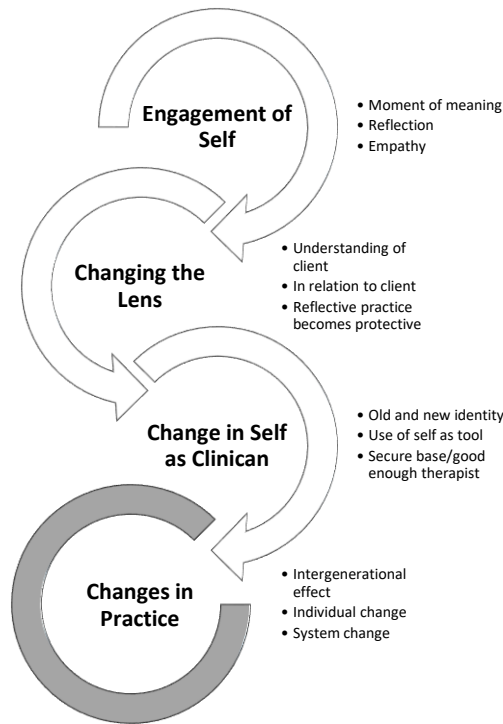 Engagement of
Self
• Moment of meaning
• Reflection
• Empathy
Changing the
Lens
• Understanding of
client
• In relation to client
• Reflective practice
becomes protective
Change in Self
as Clinican
• Old and new identity
• Use of self as tool
• Secure base/good
enough therapist
Changes in
Practice
• Intergenerational
effect
• Individual change
• System change